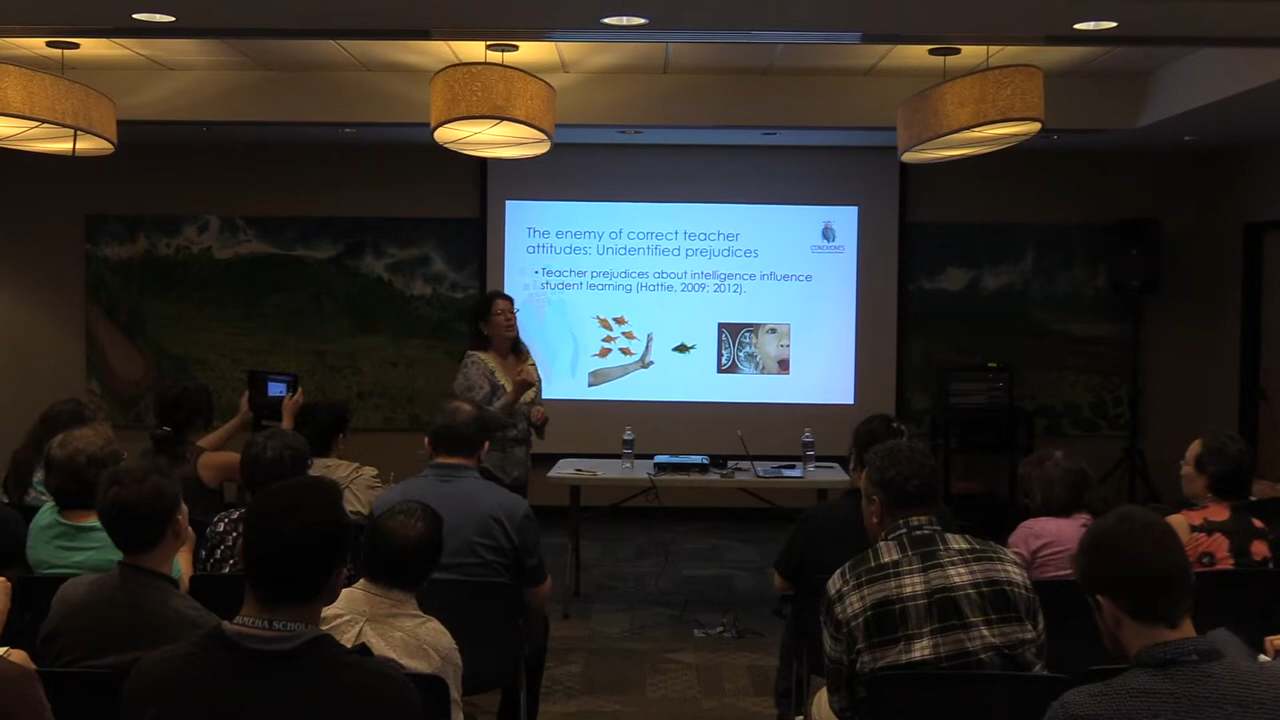 The enemy of correct teacher
attitudes: Unidentified prejudices
CONEXIONES
• Teacher prejudices about intelligence influence
student learning (Hattie, 2009; 2012).